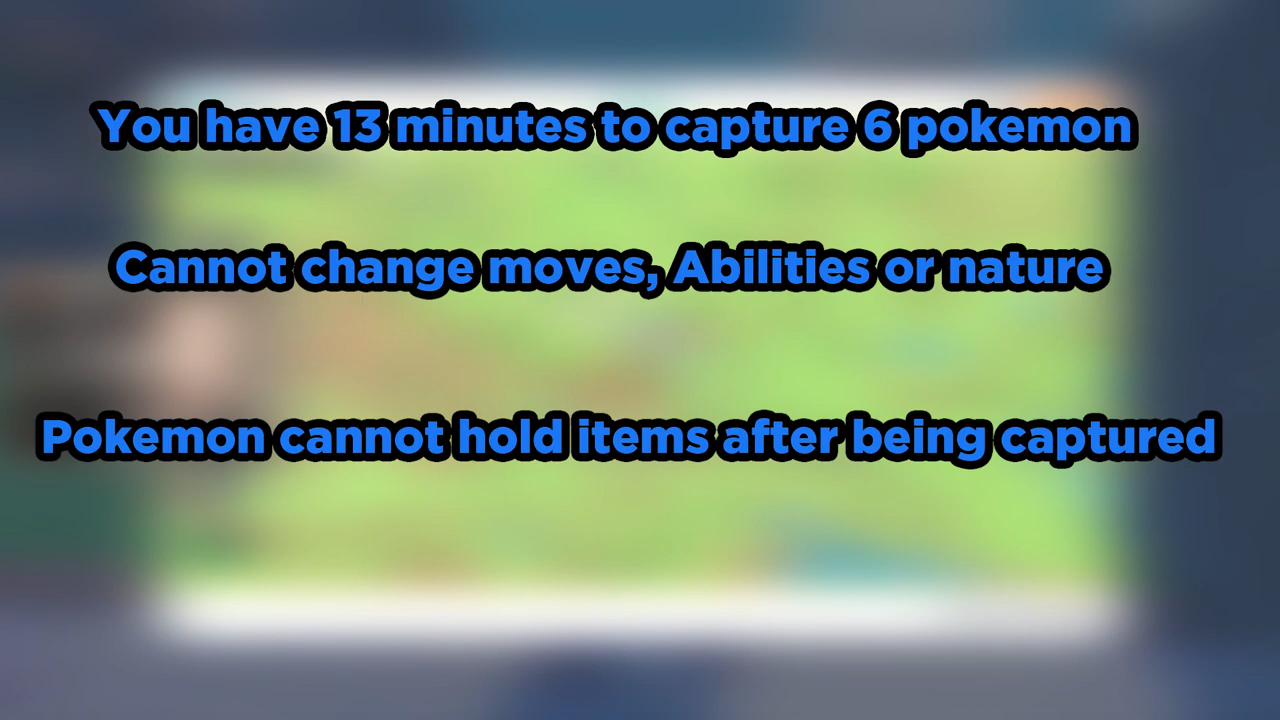 You have 13 minutes to capture 6 pokemon
Cannot change moves, Abilities or nature
Pokemon cannot hold items after being captured